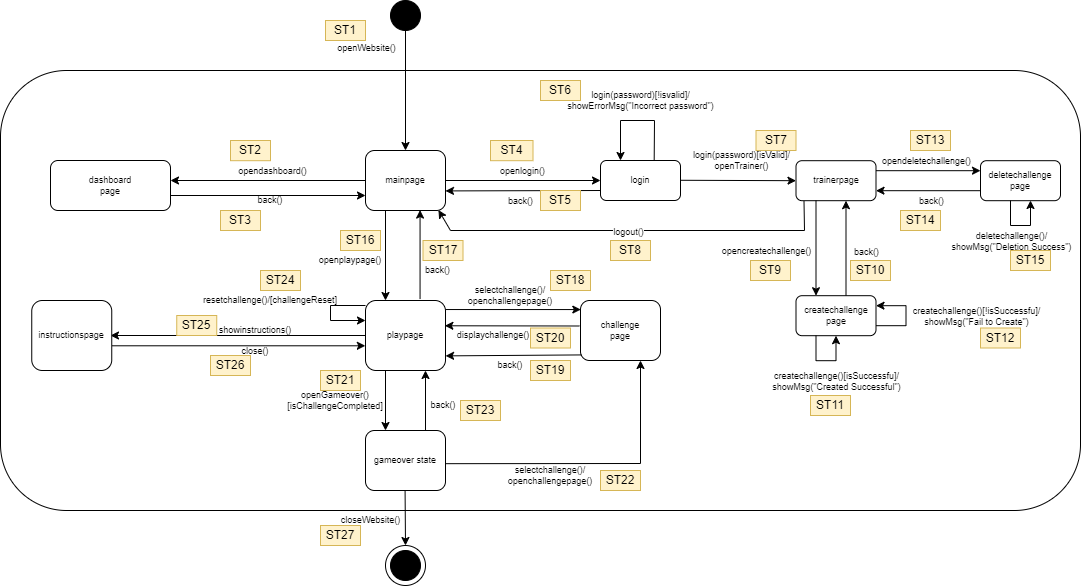 ST1
openWebsite()
ST6
login(password)[!isvalid]/
showErrorMsg("Incorrect password")
ST2
opendashboard()
dashboard
page
back()
ST3
mainpage
ST4
openlogin()
back()
ST5
login
ST7
login(password)[isValid]/
openTrainer()
trainerpage
ST13
opendeletechallenge()
back()
ST14
deletechallenge
page
deletechallenge()/
showMsg("Deletion Success")
ST15
logout()
ST8
ST16
openplaypage()
ST17
back()
opencreatechallenge()
ST9
back()
ST10
ST24
resetchallenge()/[challengeReset]
ST18
selectchallenge()/
openchallengepage()
createchallenge
page
createchallenge()[!isSuccessfu]/
showMsg("Fail to Create")
ST12
instructionspage
ST25
showinstructions()
close()
ST26
playpage
displaychallenge()
ST20
back()
ST19
challenge
page
createchallenge()[isSuccessfu]/
showMsg("Created Successful")
ST11
ST21
openGameover()
[isChallengeCompleted]
back()
ST23
gameover state
selectchallenge()/
openchallengepage()
ST22
closeWebsite()
ST27